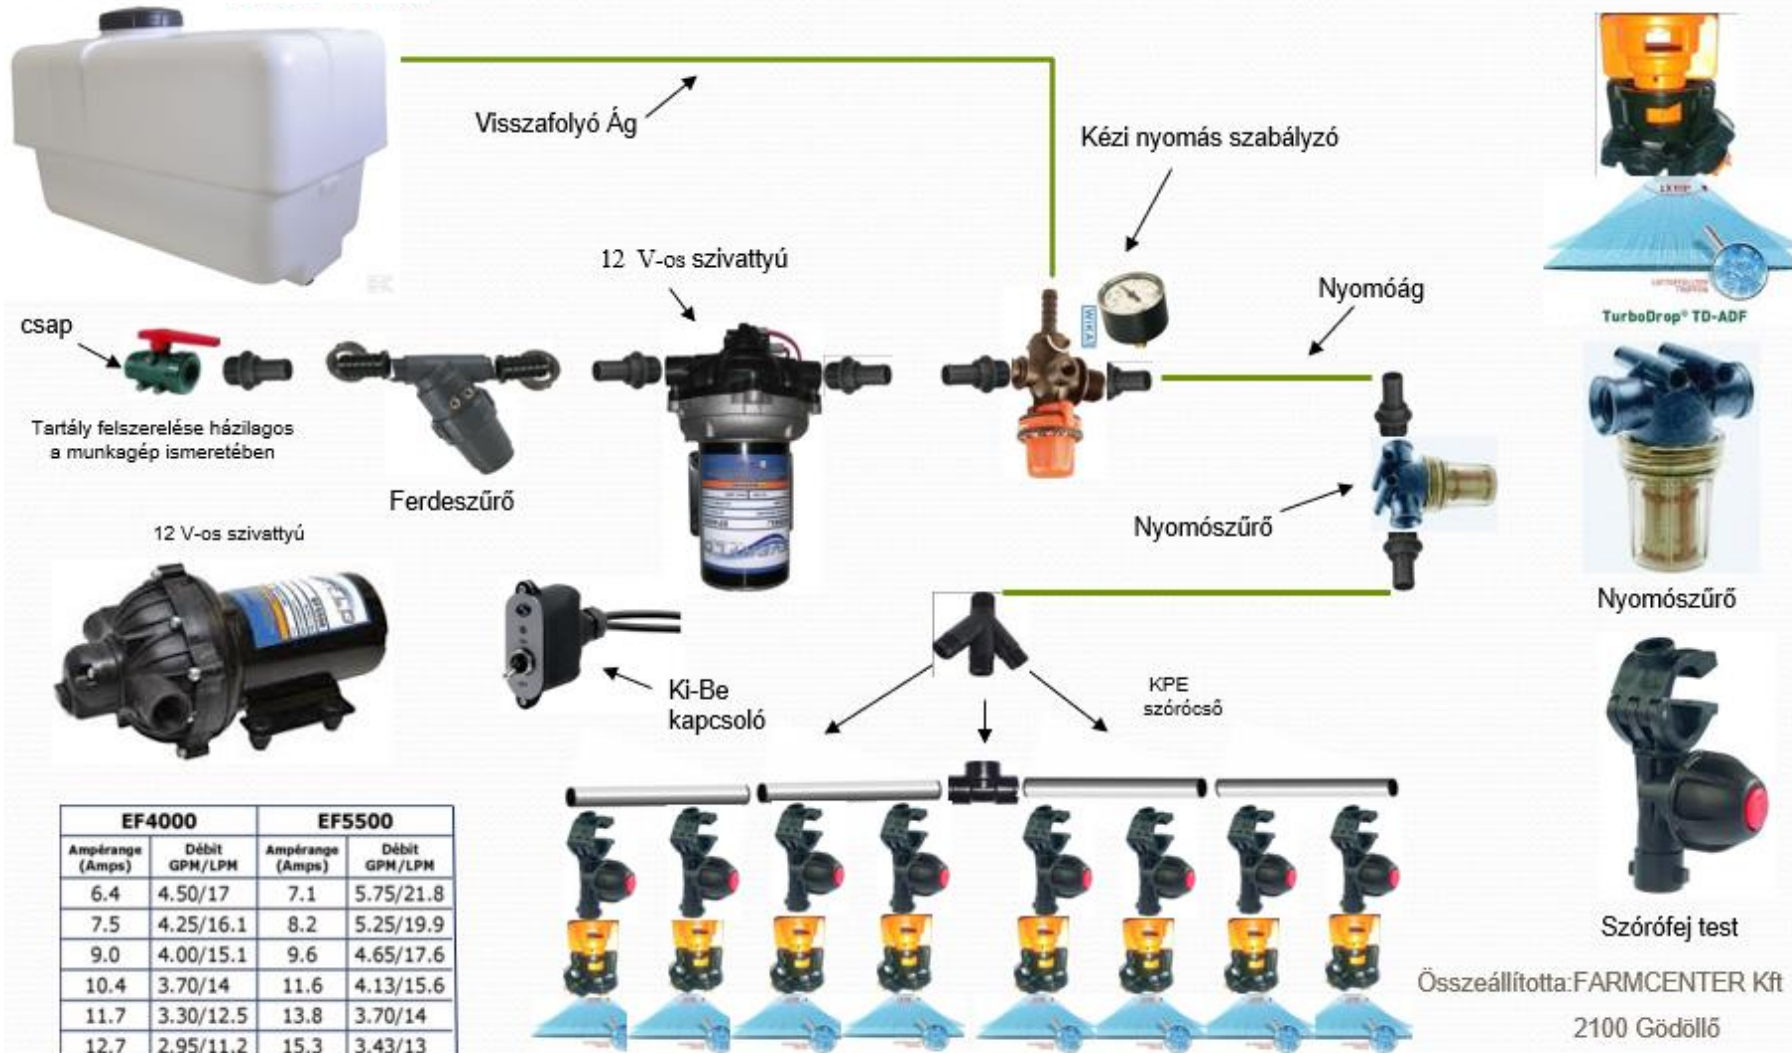 Visszafolyó Ág
Kézi nyomás szabályzó
12 V-os szivattyú
Nyomóág
csap
WIKA
TurboDrop® TD-ADF
Tartály felszerelése házilagos
a munkagép ismeretében
Ferdeszűrő
Nyomószűrő
12 V-os szivattyú
Nyomószűrő
Ki-Be
kapcsoló
KPE
szórócső
EF4000 EF5500
Ampérange (Amps) Débit GPM/LPM Ampérange (Amps) Débit GPM/LPM
6.4 4.50/17 7.1 5.75/21.8
7.5 4.25/16.1 8.2 5.25/19.9
9.0 4.00/15.1 9.6 4.65/17.6
10.4 3.70/14 11.6 4.13/15.6
11.7 3.30/12.5 13.8 3.70/14
12.7 2.95/11.2 15.3 3.43/13
Szórófej test
Összeállította:FARMCENTER Kft
2100 Gödöllő